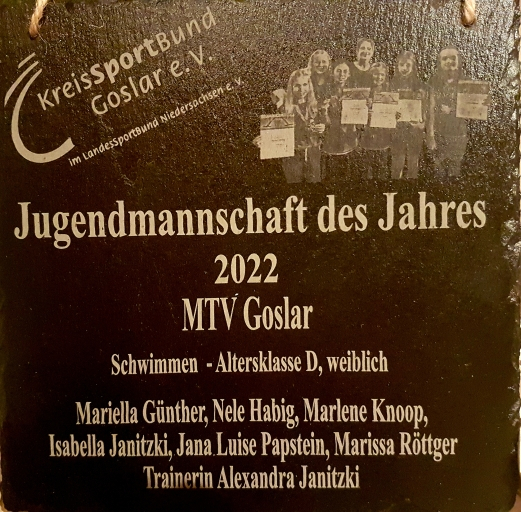 KreisSportBund
Goslar e.V.
im LandesSportBund Niedersachsen e.V.
Jugendmannschaft des Jahres
2022
MTV Goslar
Schwimmen - Altersklasse D, weiblich
Mariella Günther, Nele Habig, Marlene Knoop,
Isabella Janitzki, Jana Luise Papstein, Marissa Röttger
Trainerin Alexandra Janitzki